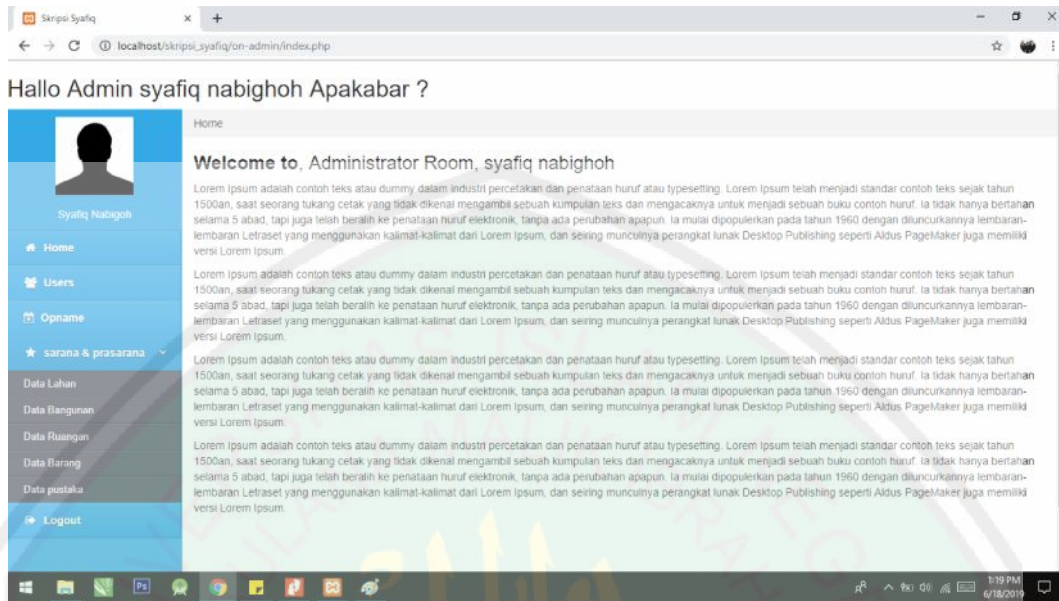 Skripsi Syafiq
localhost/skripsi_syafiq/on-admin/index.php
Hallo Admin syafiq nabighoh Apakabar ?
Syafiq Nabigoh
Home
Users
Opname
sarana & prasarana
Data Lahan
Data Bangunan
Data Ruangan
Data Barang
Data pustaka
Logout
Home
Welcome to, Administrator Room, syafiq nabighoh
Lorem Ipsum adalah contoh teks atau dummy dalam industri percetakan dan penataan huruf atau typesetting. Lorem Ipsum telah menjadi standar contoh teks sejak tahun
1500an, saat seorang tukang cetak yang tidak dikenal mengambil sebuah kumpulan teks dan mengacaknya untuk menjadi sebuah buku contoh huruf. Ia tidak hanya bertahan
selama 5 abad, tapi juga telah beralih ke penataan huruf elektronik, tanpa ada perubahan apapun. Ia mulai dipopulerkan pada tahun 1960 dengan diluncurkannya lembaran-
lembaran Letraset yang menggunakan kalimat-kalimat dari Lorem Ipsum, dan seiring munculnya perangkat lunak Desktop Publishing seperti Aldus PageMaker juga memiliki
versi Lorem Ipsum.
Lorem Ipsum adalah contoh teks atau dummy dalam industri percetakan dan penataan huruf atau typesetting. Lorem Ipsum telah menjadi standar contoh teks sejak tahun
1500an, saat seorang tukang cetak yang tidak dikenal mengambil sebuah kumpulan teks dan mengacaknya untuk menjadi sebuah buku contoh huruf. Ia tidak hanya bertahan
selama 5 abad, tapi juga telah beralih ke penataan huruf elektronik, tanpa ada perubahan apapun. Ia mulai dipopulerkan pada tahun 1960 dengan diluncurkannya lembaran-
lembaran Letraset yang menggunakan kalimat-kalimat dari Lorem Ipsum, dan seiring munculnya perangkat lunak Desktop Publishing seperti Aldus PageMaker juga memiliki
versi Lorem Ipsum.
Lorem Ipsum adalah contoh teks atau dummy dalam industri percetakan dan penataan huruf atau typesetting. Lorem Ipsum telah menjadi standar contoh teks sejak tahun
1500an, saat seorang tukang cetak yang tidak dikenal mengambil sebuah kumpulan teks dan mengacaknya untuk menjadi sebuah buku contoh huruf. Ia tidak hanya bertahan
selama 5 abad, tapi juga telah beralih ke penataan huruf elektronik, tanpa ada perubahan apapun. Ia mulai dipopulerkan pada tahun 1960 dengan diluncurkannya lembaran-
lembaran Letraset yang menggunakan kalimat-kalimat dari Lorem Ipsum, dan seiring munculnya perangkat lunak Desktop Publishing seperti Aldus PageMaker juga memiliki
versi Lorem Ipsum.
Lorem Ipsum adalah contoh teks atau dummy dalam industri percetakan dan penataan huruf atau typesetting. Lorem Ipsum telah menjadi standar contoh teks sejak tahun
1500an, saat seorang tukang cetak yang tidak dikenal mengambil sebuah kumpulan teks dan mengacaknya untuk menjadi sebuah buku contoh huruf. Ia tidak hanya bertahan
selama 5 abad, tapi juga telah beralih ke penataan huruf elektronik, tanpa ada perubahan apapun. Ia mulai dipopulerkan pada tahun 1960 dengan diluncurkannya lembaran-
lembaran Letraset yang menggunakan kalimat-kalimat dari Lorem Ipsum, dan seiring munculnya perangkat lunak Desktop Publishing seperti Aldus PageMaker juga memiliki
versi Lorem Ipsum.
Ps
1:19 PM
6/18/2019